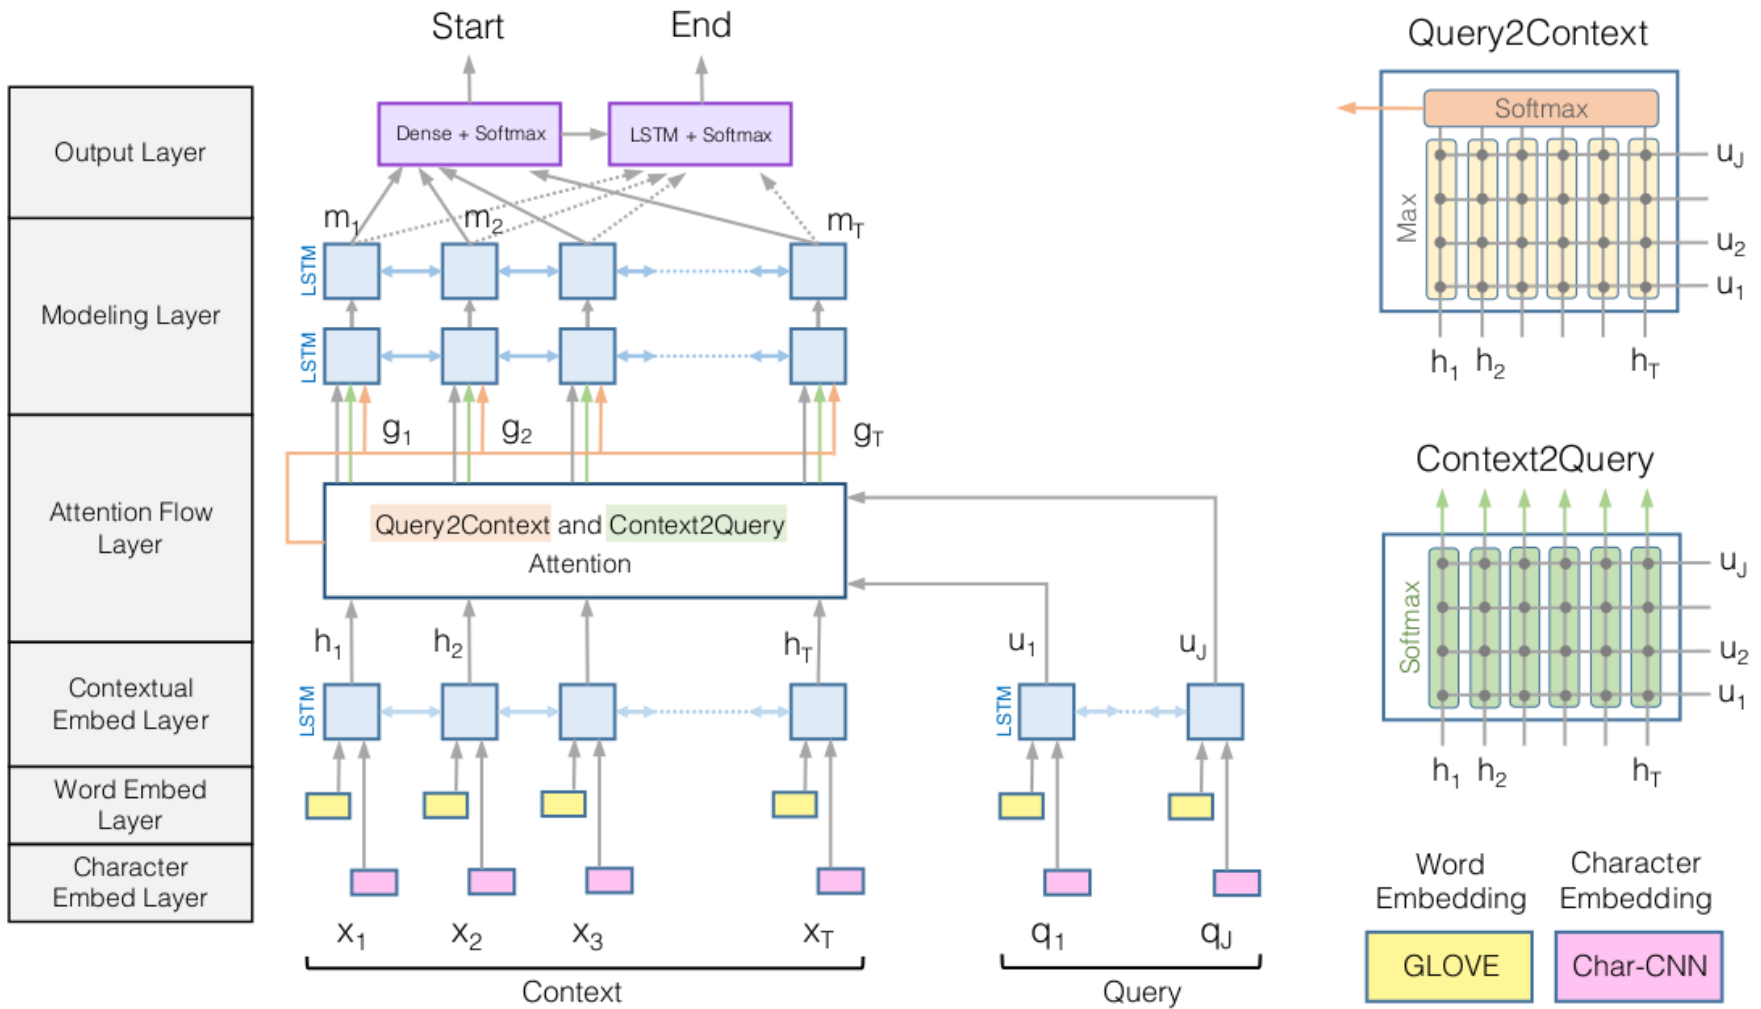 Start
End
Query2Context
Output Layer
Dense + Softmax
LSTM + Softmax
Softmax
Max
u_J
u_2
u_1
h_1 h_2 h_T
Modeling Layer
m_1 m_2 m_T
LSTM
LSTM
g_1 g_2 g_T
Attention Flow
Layer
Query2Context and Context2Query
Attention
Context2Query
Softmax
u_J
u_2
u_1
h_1 h_2 h_T
h_1 h_2 h_T u_1 u_J
Contextual
Embed Layer
LSTM
LSTM
Word Embed
Layer
Character
Embed Layer
x_1 x_2 x_3 x_T q_1 q_J
Context
Query
Word
Embedding
Character
Embedding
GLOVE
Char-CNN